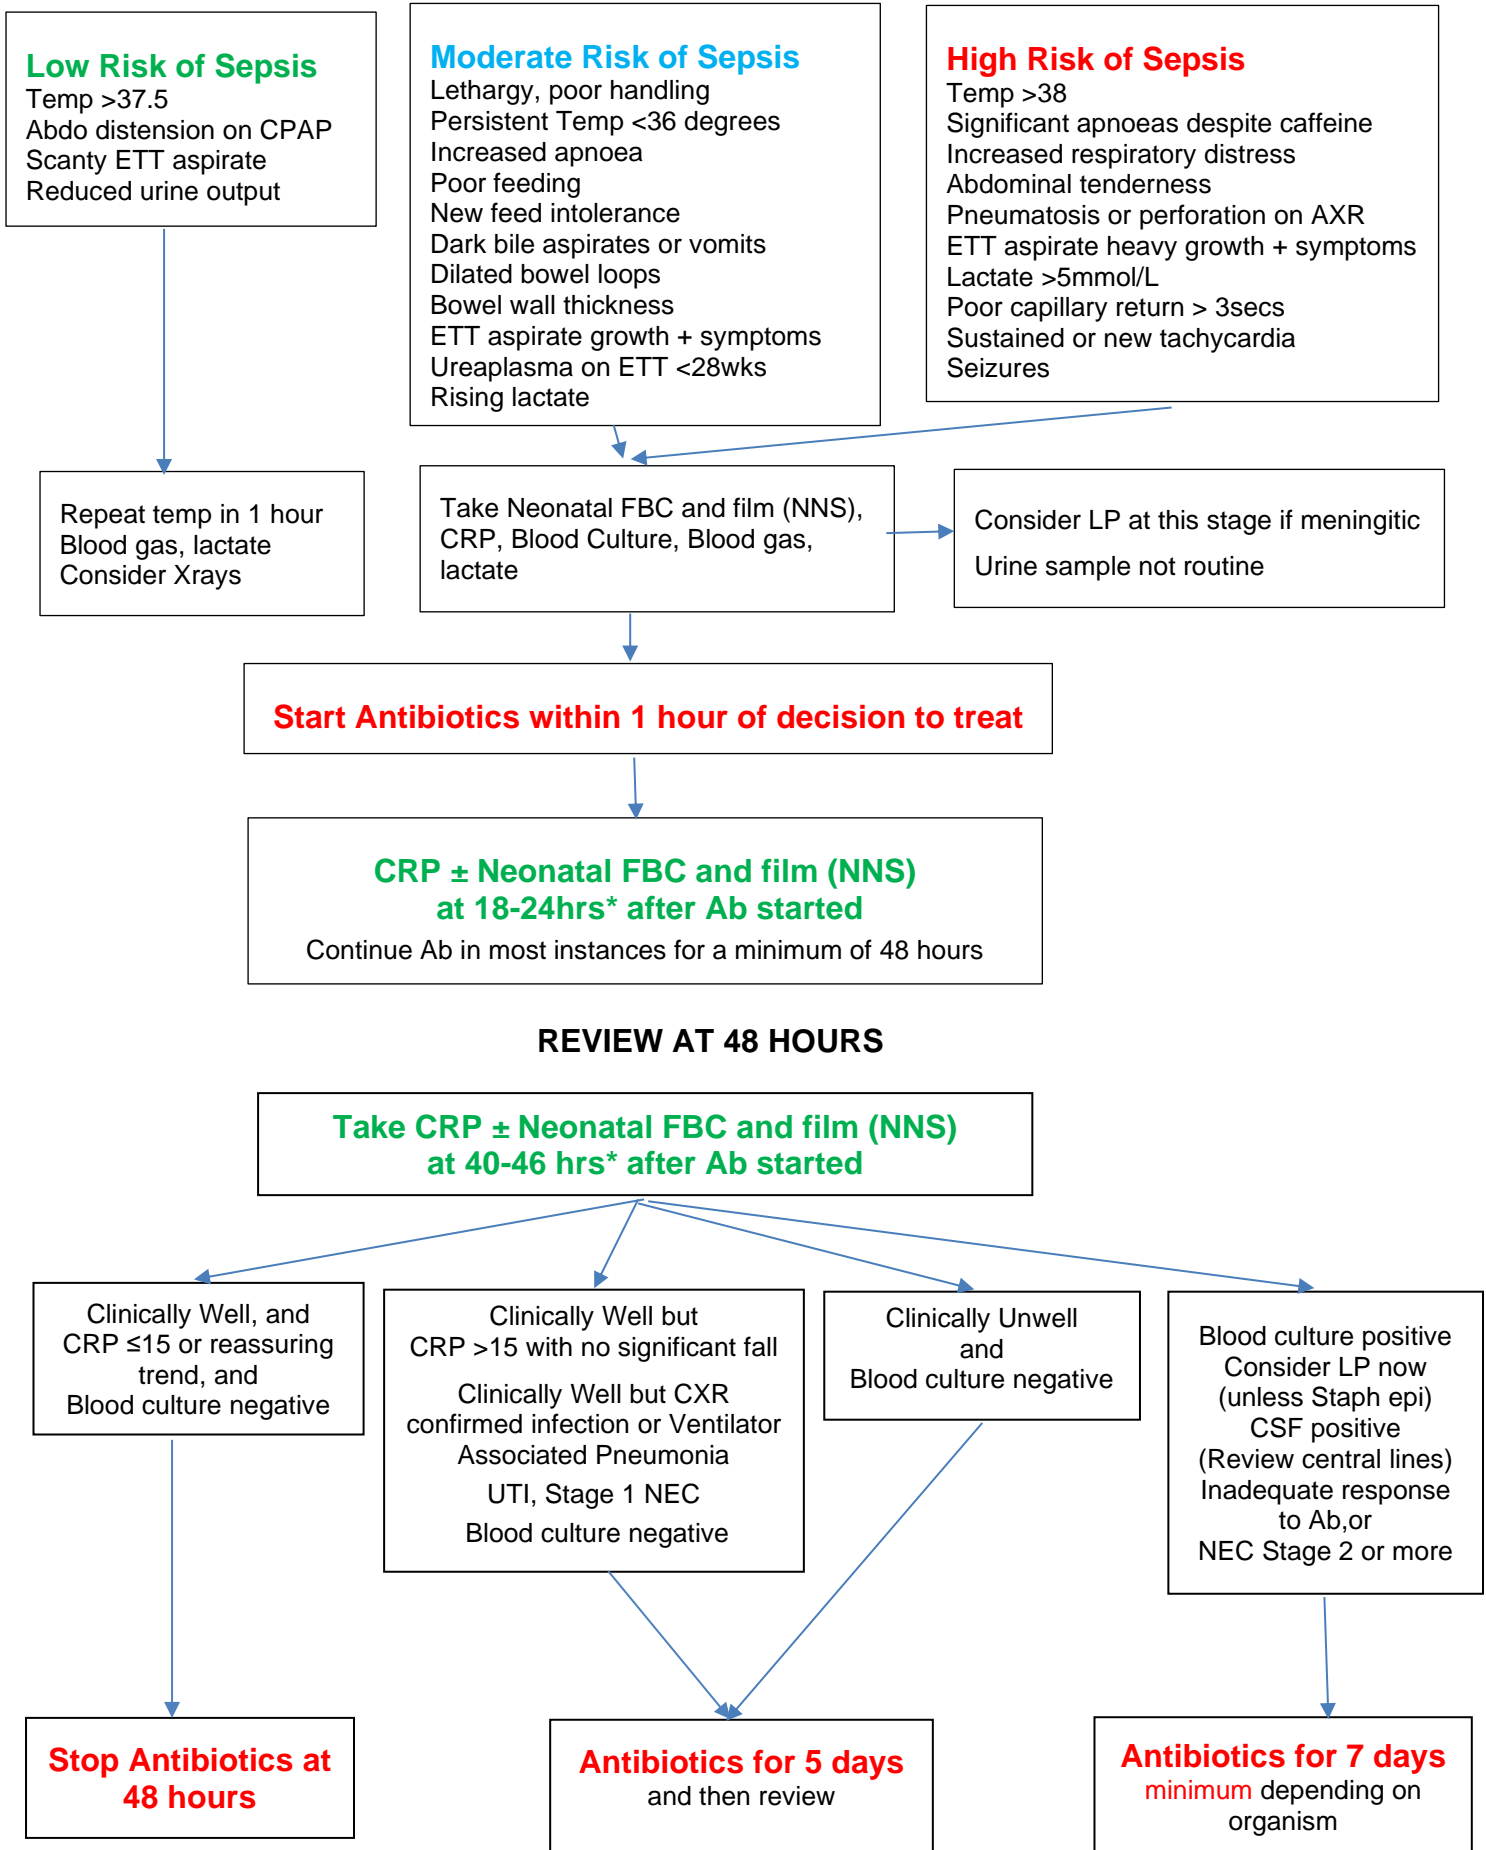 Low Risk of Sepsis
Temp >37.5
Abdo distension on CPAP
Scanty ETT aspirate
Reduced urine output
Moderate Risk of Sepsis
Lethargy, poor handling
Persistent Temp <36 degrees
Increased apnoea
Poor feeding
New feed intolerance
Dark bile aspirates or vomits
Dilated bowel loops
Bowel wall thickness
ETT aspirate growth + symptoms
Ureaplasma on ETT <28wks
Rising lactate
High Risk of Sepsis
Temp >38
Significant apnoeas despite caffeine
Increased respiratory distress
Abdominal tenderness
Pneumatosis or perforation on AXR
ETT aspirate heavy growth + symptoms
Lactate >5mmol/L
Poor capillary return > 3secs
Sustained or new tachycardia
Seizures
Repeat temp in 1 hour
Blood gas, lactate
Consider Xrays
Take Neonatal FBC and film (NNS),
CRP, Blood Culture, Blood gas,
lactate
Consider LP at this stage if meningitic
Urine sample not routine
Start Antibiotics within 1 hour of decision to treat
CRP ± Neonatal FBC and film (NNS)
at 18-24hrs* after Ab started
Continue Ab in most instances for a minimum of 48 hours
REVIEW AT 48 HOURS
Take CRP ± Neonatal FBC and film (NNS)
at 40-46 hrs* after Ab started
Clinically Well, and
CRP ≤15 or reassuring
trend, and
Blood culture negative
Clinically Well but
CRP >15 with no significant fall
Clinically Well but CXR
confirmed infection or Ventilator
Associated Pneumonia
UTI, Stage 1 NEC
Blood culture negative
Clinically Unwell
and
Blood culture negative
Blood culture positive
Consider LP now
(unless Staph epi)
CSF positive
(Review central lines)
Inadequate response
to Ab,or
NEC Stage 2 or more
Stop Antibiotics at
48 hours
Antibiotics for 5 days
and then review
Antibiotics for 7 days
minimum depending on
organism